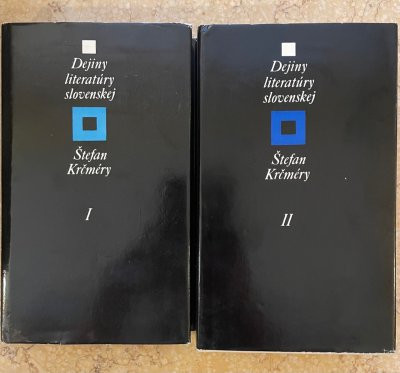 Dejiny
literatúry
slovenskej
Štefan
Krčméry
I
Dejiny
literatúry
slovenskej
Štefan
Krčméry
II